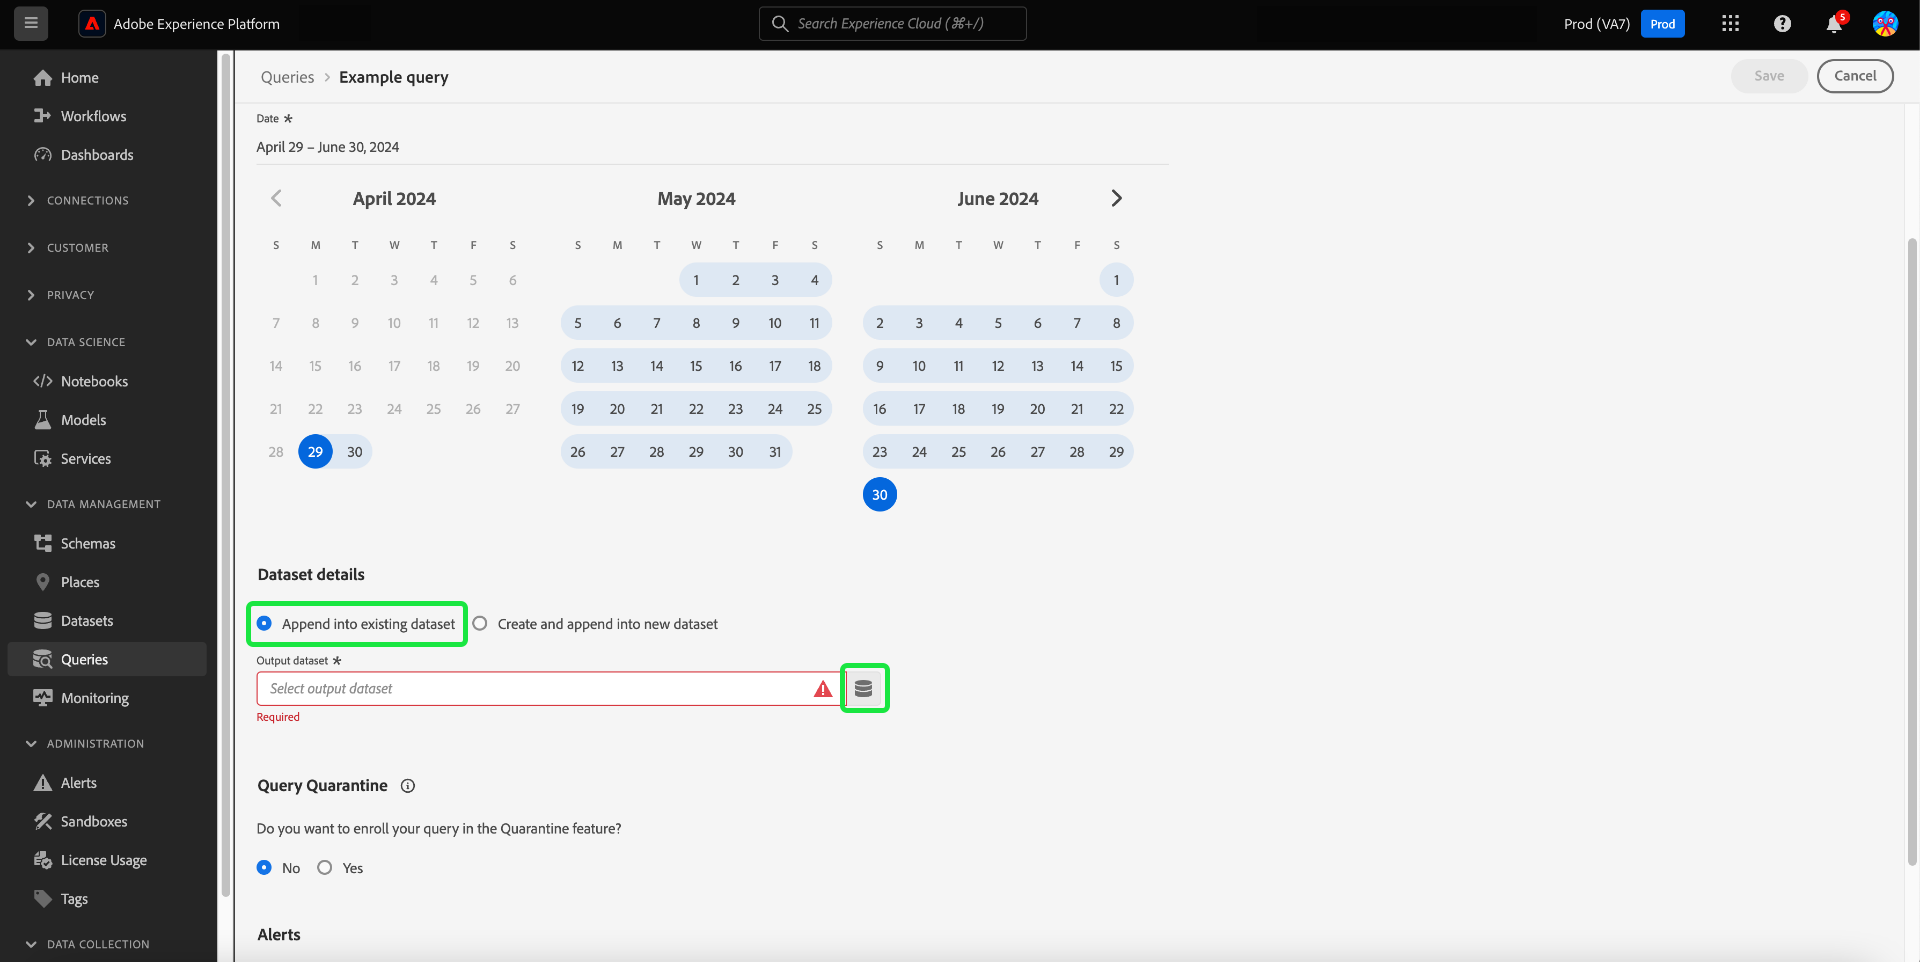 Adobe Experience Platform
Search Experience Cloud (⌘+/)
Prod (VA7)
Prod
5
Home
Workflows
Dashboards
CONNECTIONS
CUSTOMER
PRIVACY
DATA SCIENCE
Notebooks
Models
Services
DATA MANAGEMENT
Schemas
Places
Datasets
Queries
Monitoring
ADMINISTRATION
Alerts
Sandboxes
License Usage
Tags
DATA COLLECTION
Queries > Example query
Save
Cancel
Date *
April 29 – June 30, 2024
April 2024
S M T W T F S
1 2 3 4 5 6
7 8 9 10 11 12 13
14 15 16 17 18 19 20
21 22 23 24 25 26 27
28 29 30
May 2024
S M T W T F S
1 2 3 4
5 6 7 8 9 10 11
12 13 14 15 16 17 18
19 20 21 22 23 24 25
26 27 28 29 30 31
June 2024
S M T W T F S
1
2 3 4 5 6 7 8
9 10 11 12 13 14 15
16 17 18 19 20 21 22
23 24 25 26 27 28 29
30
Dataset details
Append into existing dataset
Create and append into new dataset
Output dataset *
Select output dataset
Required
Query Quarantine
Do you want to enroll your query in the Quarantine feature?
No Yes
Alerts